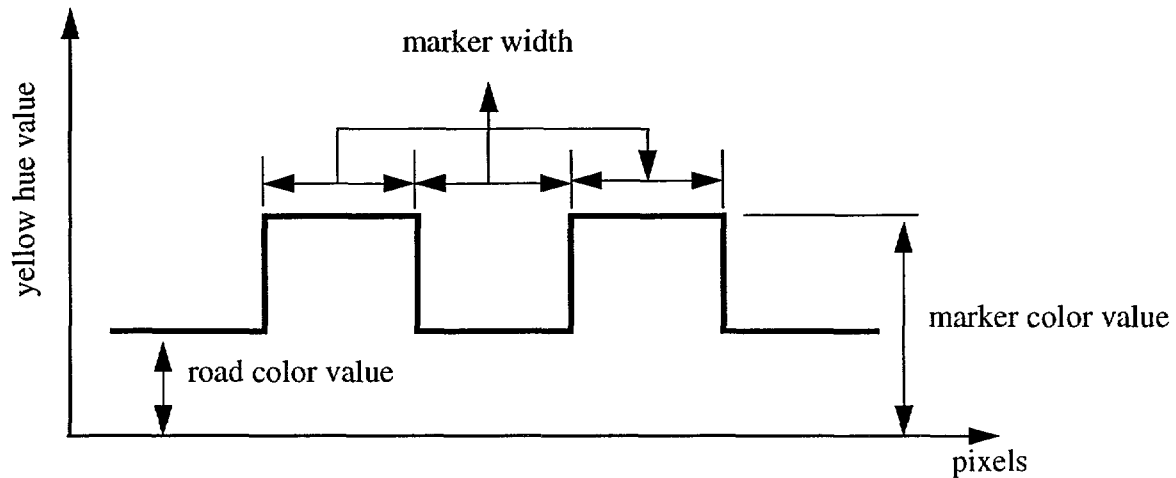 marker width
yellow hue value
marker color value
road color value
pixels